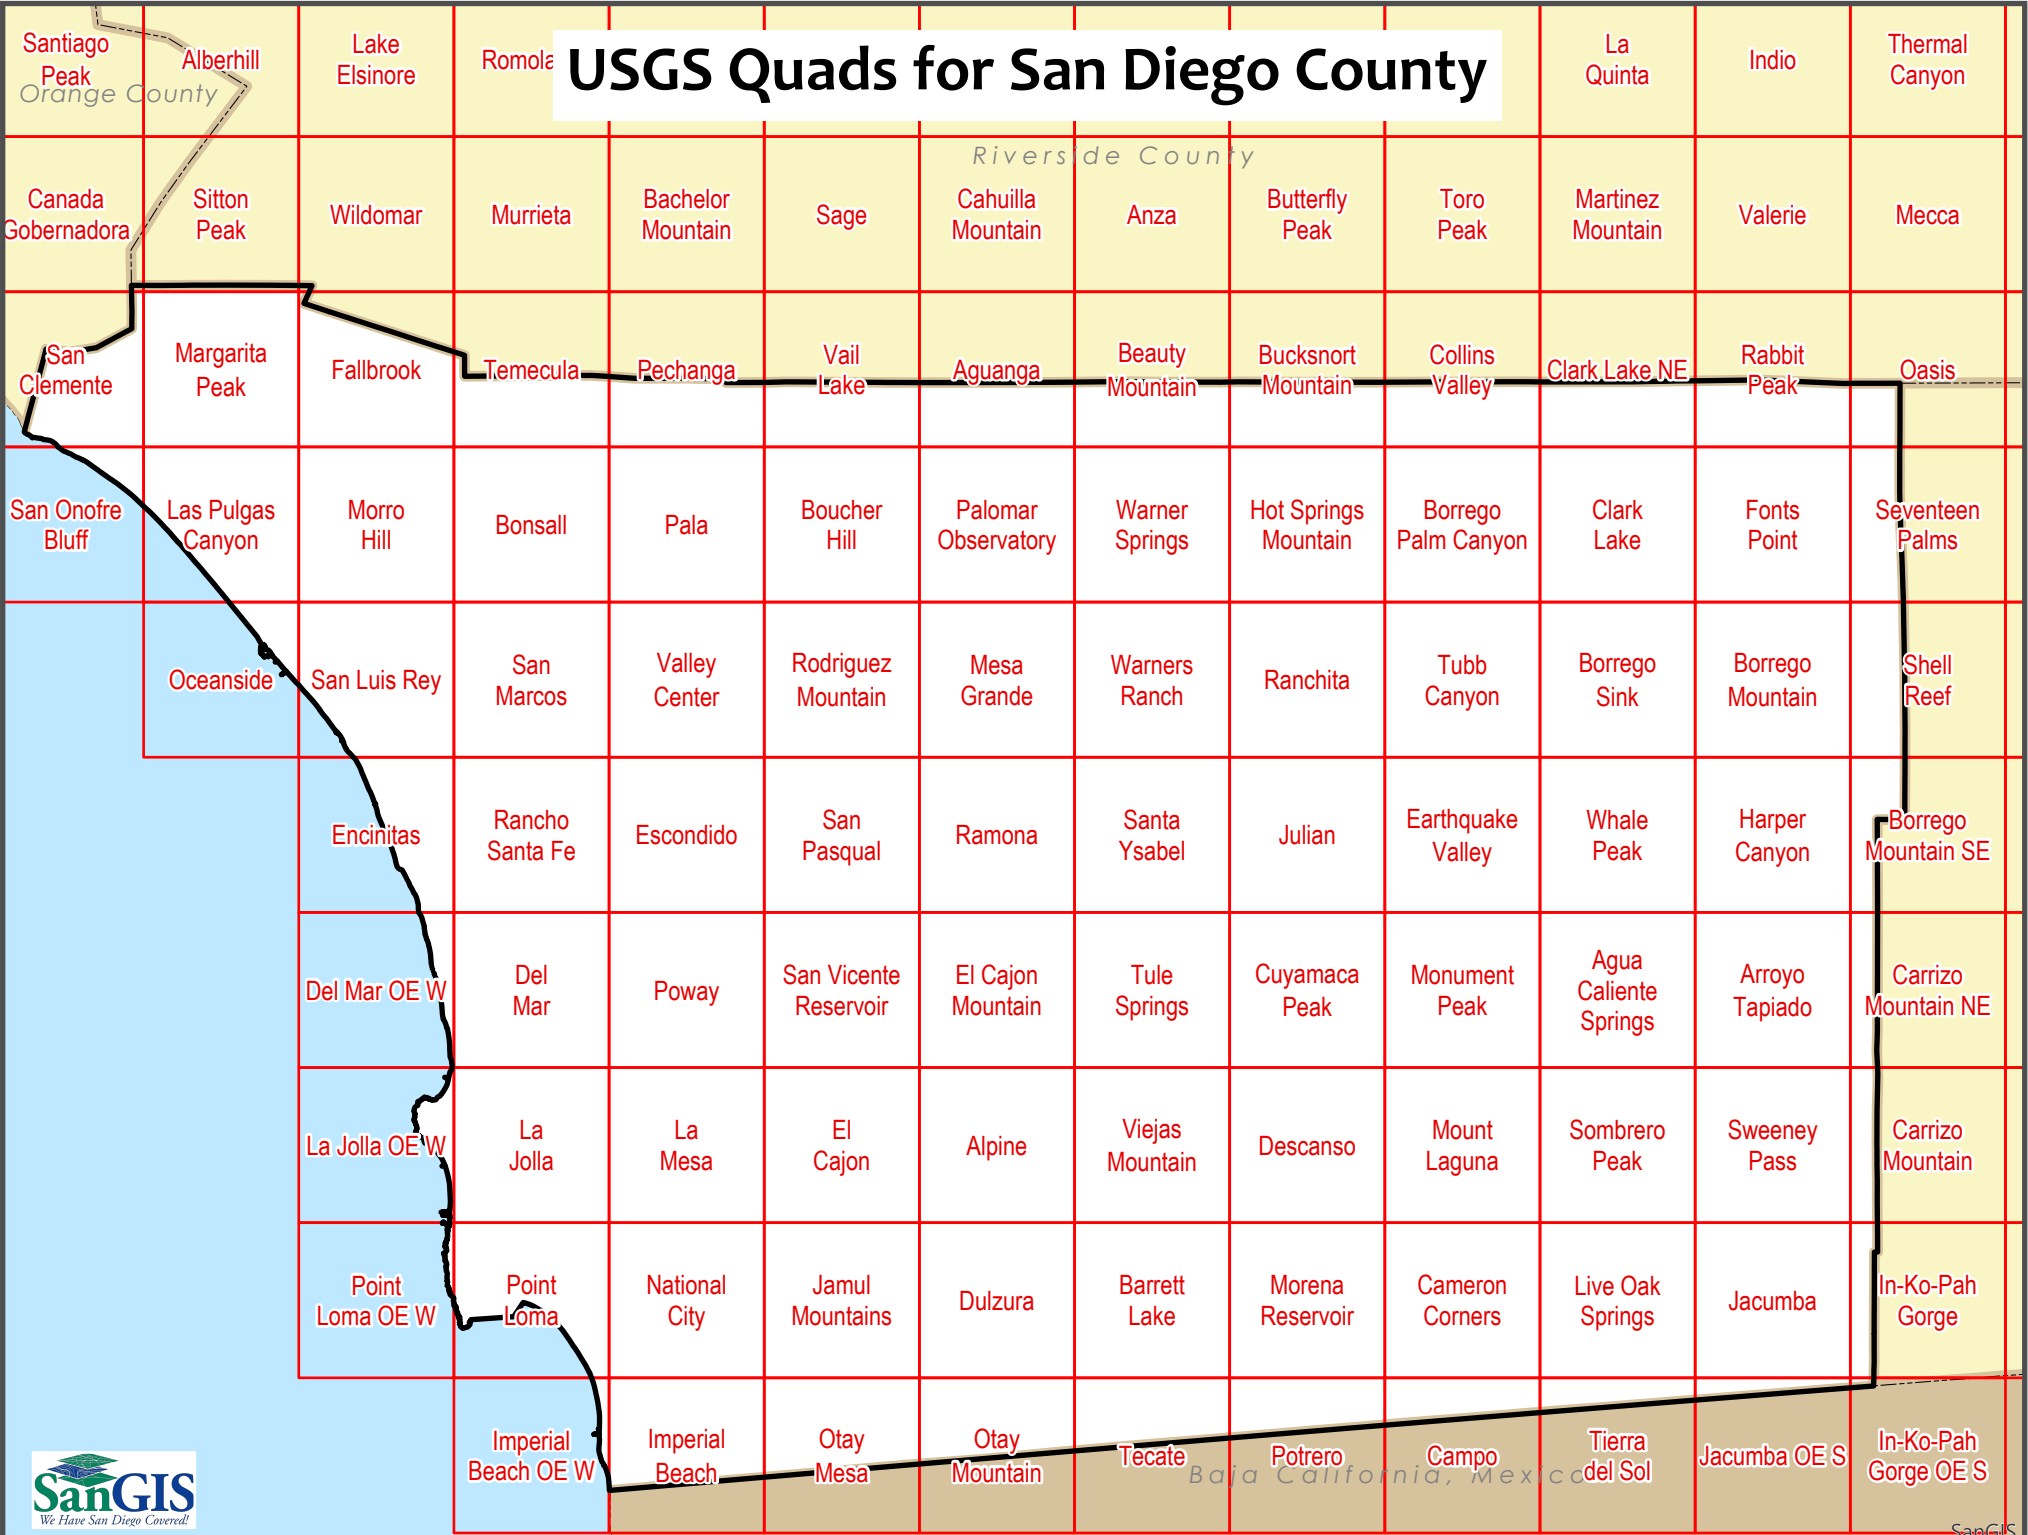 USGS Quads for San Diego County
Santiago
Peak
Alberhill
Lake
Elsinore
Romola
La
Quinta
Indio
Thermal
Canyon
Orange County
Riverside County
Canada
Gobernadora
Sitton
Peak
Wildomar
Murrieta
Bachelor
Mountain
Sage
Cahuilla
Mountain
Anza
Butterfly
Peak
Toro
Peak
Martinez
Mountain
Valerie
Mecca
San
Clemente
Margarita
Peak
Fallbrook
Temecula
Pechanga
Vail
Lake
Aguanga
Beauty
Mountain
Bucksnort
Mountain
Collins
Valley
Clark Lake NE
Rabbit
Peak
Oasis
San Onofre
Bluff
Las Pulgas
Canyon
Morro
Hill
Bonsall
Pala
Boucher
Hill
Palomar
Observatory
Warner
Springs
Hot Springs
Mountain
Borrego
Palm Canyon
Clark
Lake
Fonts
Point
Seventeen
Palms
Oceanside
San Luis Rey
San
Marcos
Valley
Center
Rodriguez
Mountain
Mesa
Grande
Warners
Ranch
Ranchita
Tubb
Canyon
Borrego
Sink
Borrego
Mountain
Shell
Reef
Encinitas
Rancho
Santa Fe
Escondido
San
Pasqual
Ramona
Santa
Ysabel
Julian
Earthquake
Valley
Whale
Peak
Harper
Canyon
Borrego
Mountain SE
Del Mar OE W
Del
Mar
Poway
San Vicente
Reservoir
El Cajon
Mountain
Tule
Springs
Cuyamaca
Peak
Monument
Peak
Agua
Caliente
Springs
Arroyo
Tapiado
Carrizo
Mountain NE
La Jolla OE W
La
Jolla
La
Mesa
El
Cajon
Alpine
Viejas
Mountain
Descanso
Mount
Laguna
Sombrero
Peak
Sweeney
Pass
Carrizo
Mountain
Point
Loma OE W
Point
Loma
National
City
Jamul
Mountains
Dulzura
Barrett
Lake
Morena
Reservoir
Cameron
Corners
Live Oak
Springs
Jacumba
In-Ko-Pah
Gorge
Imperial
Beach OE W
Imperial
Beach
Otay
Mesa
Otay
Mountain
Tecate
Potrero
Campo
Tierra
del Sol
Jacumba OE S
In-Ko-Pah
Gorge OE S
Baja California, Mexico
SanGIS
We Have San Diego Covered!
SanGIS